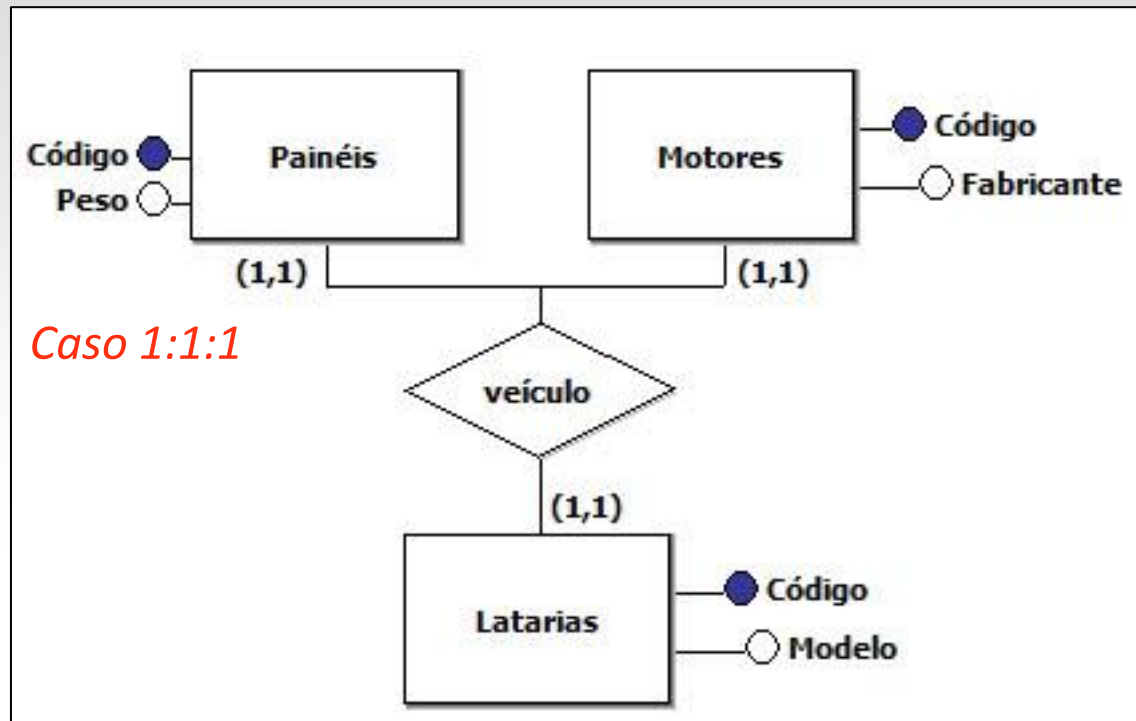 Código
Peso
Painéis
Motores
Código
Fabricante
(1,1)
(1,1)
Caso 1:1:1
veículo
(1,1)
Latarias
Código
Modelo